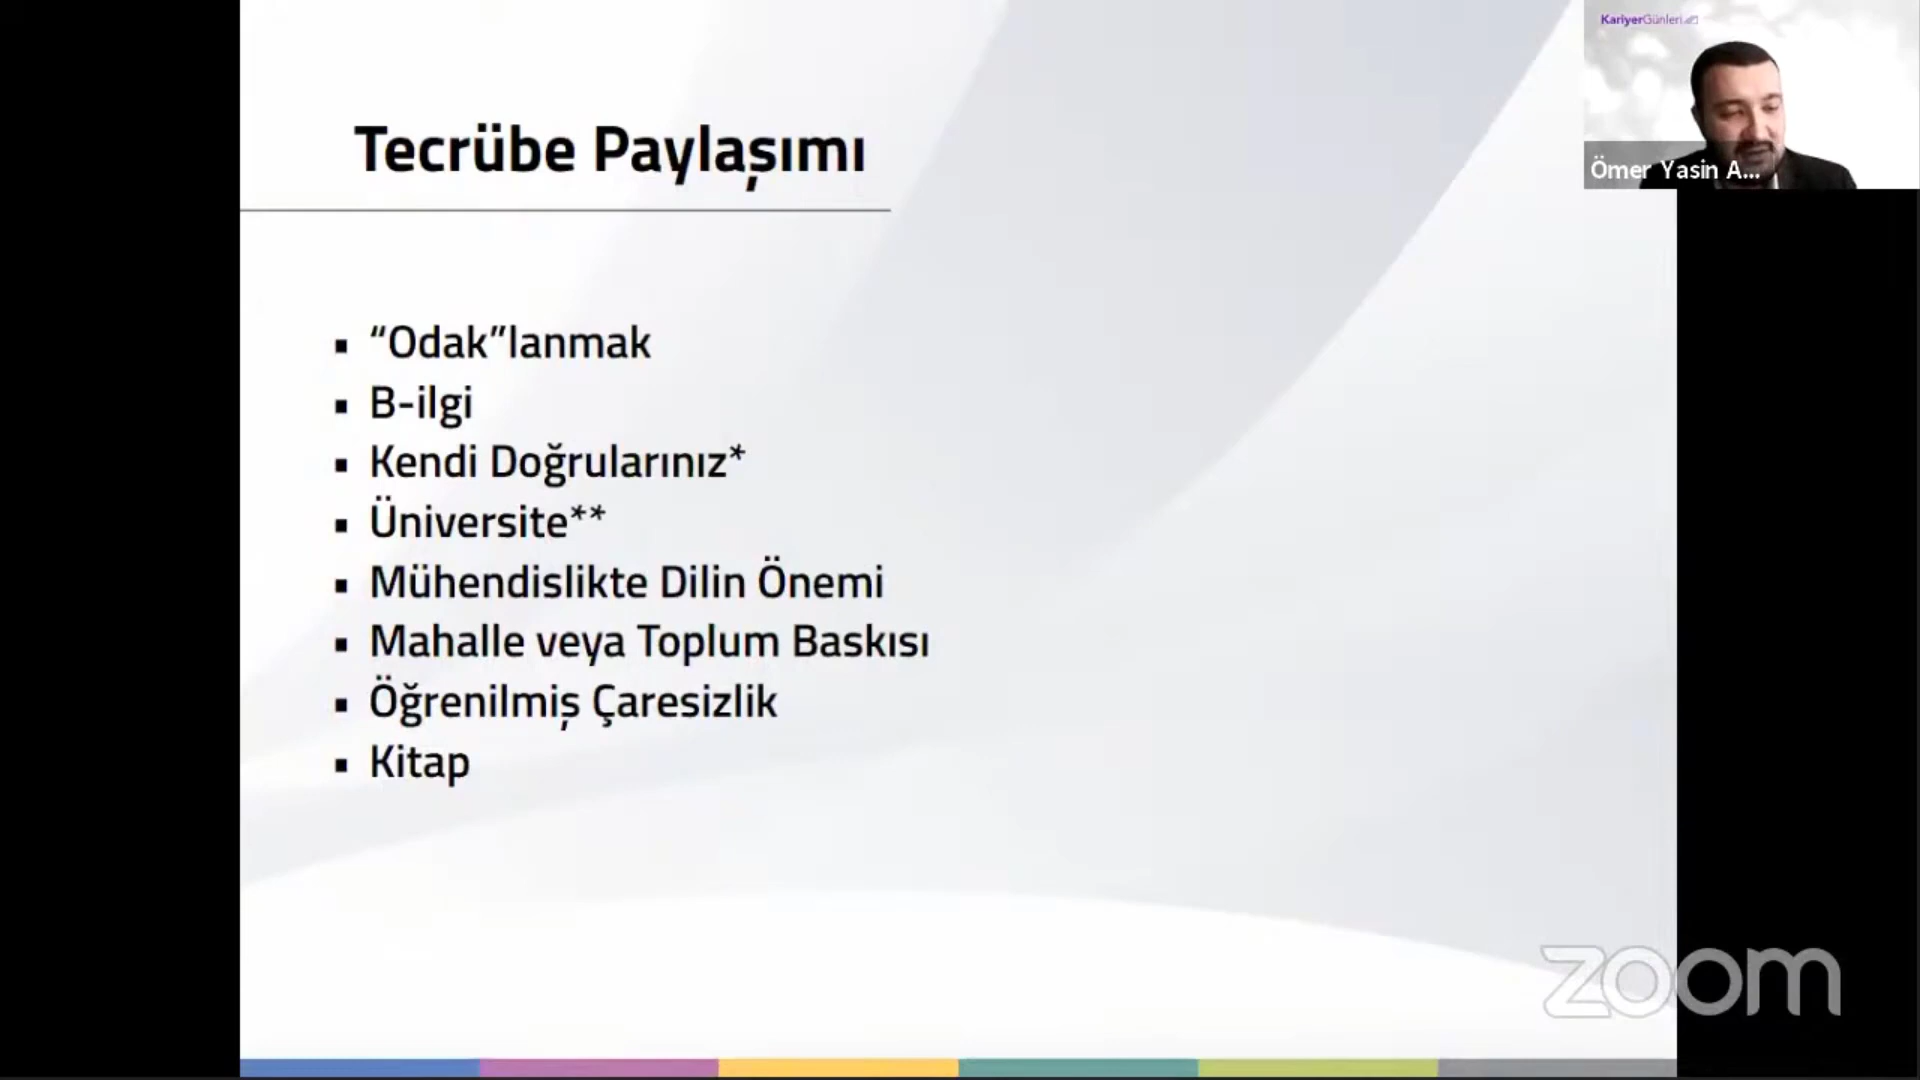 KariyerGünleri
Ömer Yasin A...
Tecrübe Paylaşımı
▪ “Odak”lanmak
▪ B-ilgi
▪ Kendi Doğrularınız*
▪ Üniversite**
▪ Mühendislikte Dilin Önemi
▪ Mahalle veya Toplum Baskısı
▪ Öğrenilmiş Çaresizlik
▪ Kitap
zoom